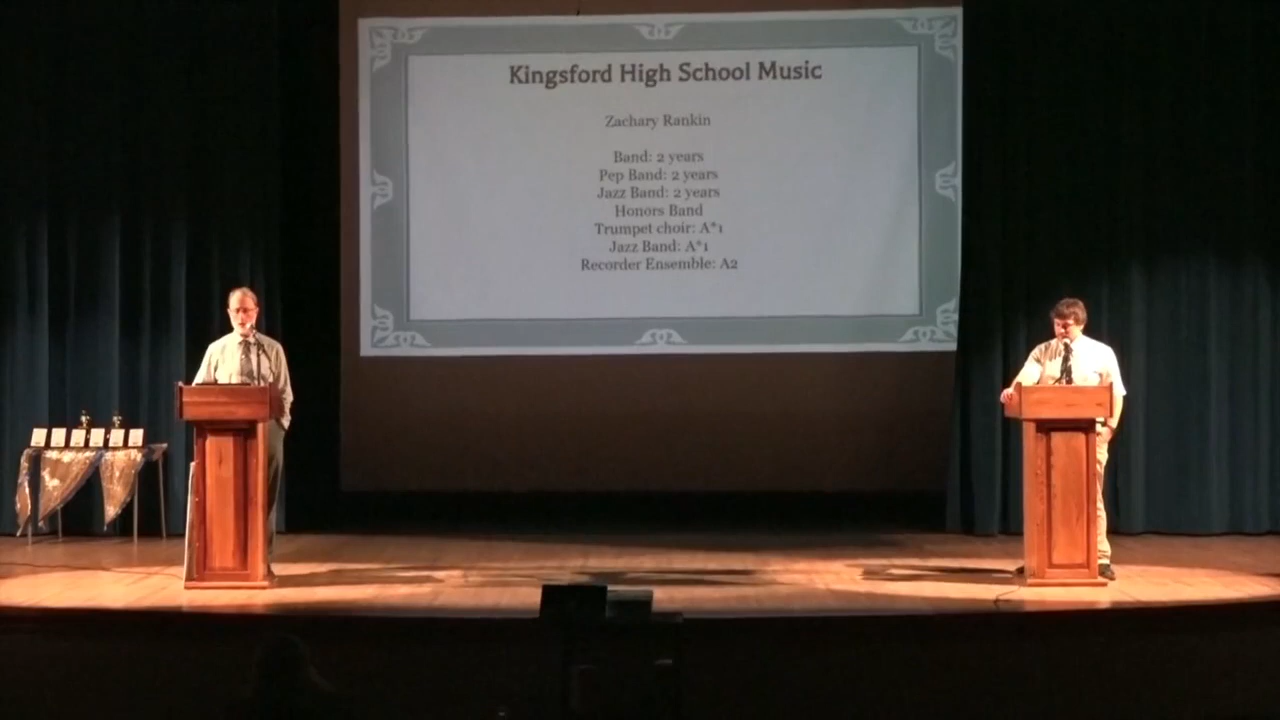 Kingsford High School Music
Zachary Rankin
Band: 2 years
Pep Band: 2 years
Jazz Band: 2 years
Honors Band
Trumpet choir: A*1
Jazz Band: A*1
Recorder Ensemble: A2